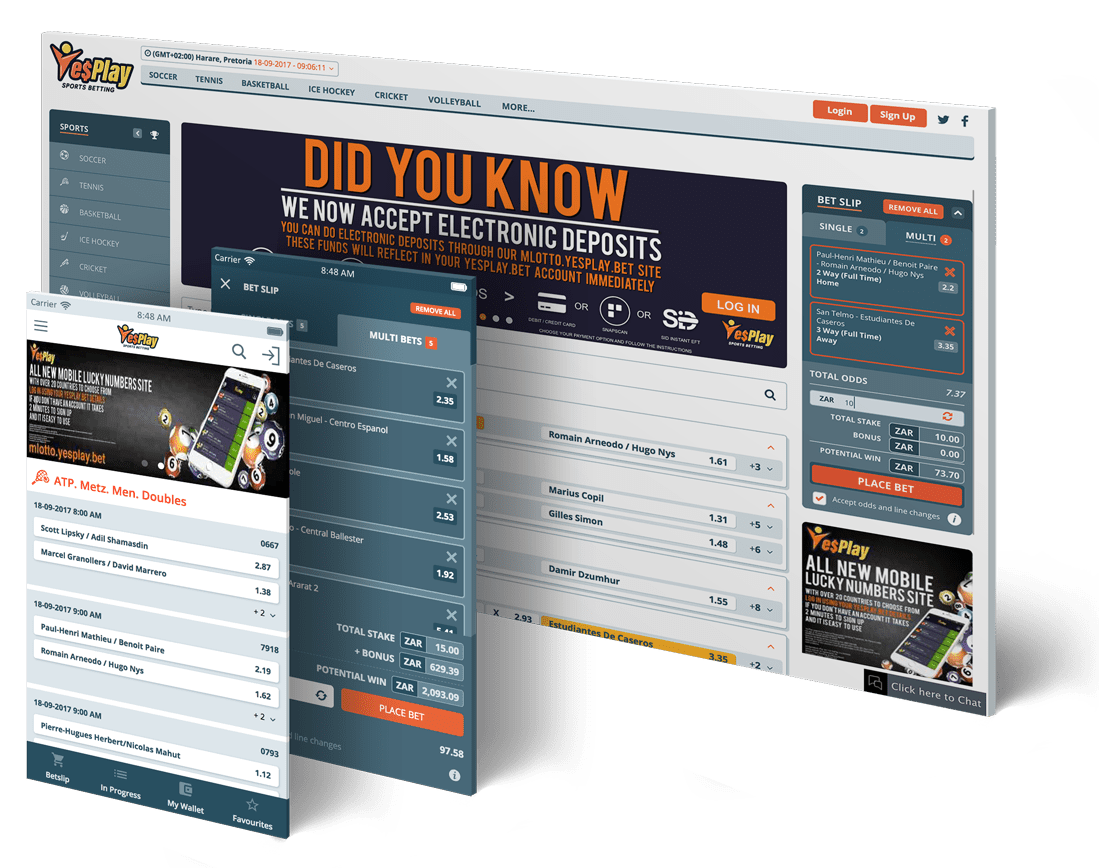 Ye$Play
SPORTS BETTING
(GMT+02:00) Harare, Pretoria 18-09-2017 - 09:06:11
SOCCER TENNIS BASKETBALL ICE HOCKEY CRICKET VOLLEYBALL MORE...
Login Sign Up
SPORTS
SOCCER
TENNIS
BASKETBALL
ICE HOCKEY
CRICKET
VOLLEYBALL
DID YOU KNOW
WE NOW ACCEPT ELECTRONIC DEPOSITS
YOU CAN DO ELECTRONIC DEPOSITS THROUGH OUR MLOTTO.YESPLAY.BET SITE
THESE FUNDS WILL REFLECT IN YOUR YESPLAY.BET ACCOUNT IMMEDIATELY
> OR OR SiD
DEBIT / CREDIT CARD SNAPSCAN SID INSTANT EFT
CHOOSE YOUR PAYMENT OPTION AND FOLLOW THE INSTRUCTIONS
LOG IN
Ye$Play
SPORTS BETTING
Romain Arneodo / Hugo Nys 1.61 +3
Marius Copil 1.31 +5
Gilles Simon 1.48 +6
Damir Dzumhur 1.55 +8
X 2.93 Estudiantes De Caseros 3.35 +2
BET SLIP REMOVE ALL
SINGLE 2 MULTI 2
Paul-Henri Mathieu / Benoit Paire
- Romain Arneodo / Hugo Nys
2 Way (Full Time)
Home 2.2
San Telmo - Estudiantes De
Caseros
3 Way (Full Time)
Away 3.35
TOTAL ODDS 7.37
ZAR 10
TOTAL STAKE ZAR 10.00
BONUS ZAR 0.00
POTENTIAL WIN ZAR 73.70
PLACE BET
Accept odds and line changes
Ye$Play
ALL NEW MOBILE
LUCKY NUMBERS SITE
WITH OVER 20 COUNTRIES TO CHOOSE FROM
LOG IN USING YOUR YESPLAY.BET DETAILS
IF YOU DON'T HAVE AN ACCOUNT IT TAKES
2 MINUTES TO SIGN UP
AND IT IS EASY TO USE
Click here to Chat
Carrier 8:48 AM
BET SLIP
REMOVE ALL
5 MULTI BETS 5
Estudiantes De Caseros
2.35
Miguel - Centro Espanol
1.58
2.53
- Central Ballester
1.92
Ararat 2
TOTAL STAKE ZAR 15.00
+ BONUS ZAR 629.39
POTENTIAL WIN ZAR 2,093.09
PLACE BET
line changes 97.58
Carrier 8:48 AM
Ye$Play
Ye$Play
ALL NEW MOBILE LUCKY NUMBERS SITE
WITH OVER 20 COUNTRIES TO CHOOSE FROM
LOG IN USING YOUR YESPLAY.BET DETAILS
IF YOU DON'T HAVE AN ACCOUNT IT TAKES
2 MINUTES TO SIGN UP
AND IT IS EASY TO USE
mlotto.yesplay.bet
ATP. Metz. Men. Doubles
18-09-2017 8:00 AM 0667
Scott Lipsky / Adil Shamasdin 2.87
Marcel Granollers / David Marrero 1.38
+ 2
18-09-2017 9:00 AM 7918
Paul-Henri Mathieu / Benoit Paire 2.19
Romain Arneodo / Hugo Nys 1.62
+ 2
18-09-2017 9:00 AM 0793
Pierre-Hugues Herbert/Nicolas Mahut 1.12
Betslip In Progress My Wallet Favourites